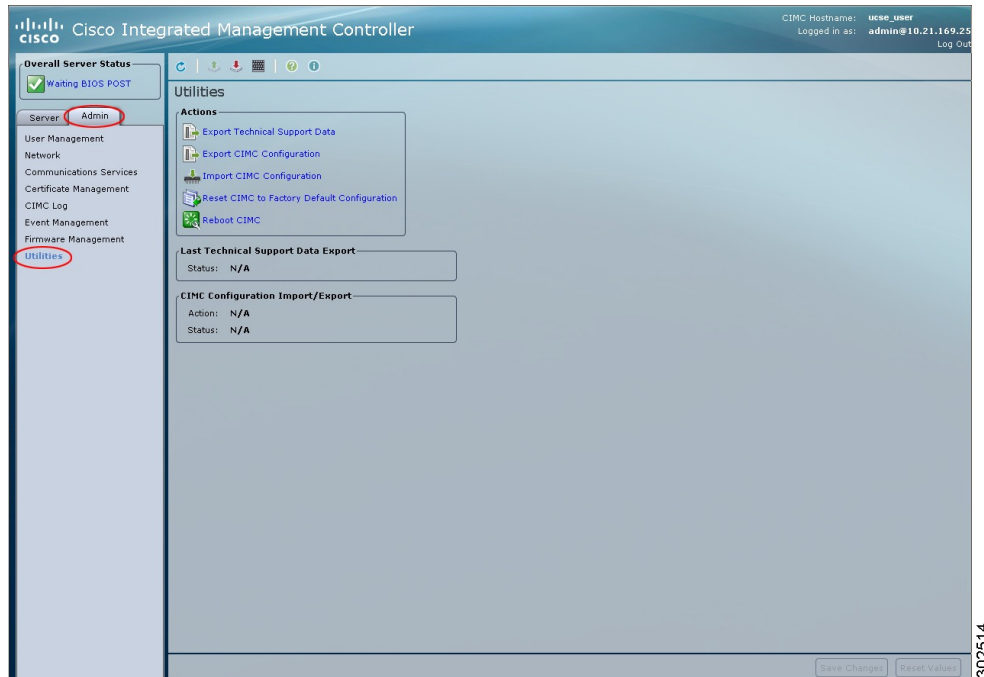 CISCO
Cisco Integrated Management Controller
CIMC Hostname: ucse_user
Logged in as: admin@10.21.169.25
Log Out
Overall Server Status
Waiting BIOS POST
Server
Admin
User Management
Network
Communications Services
Certificate Management
CIMC Log
Event Management
Firmware Management
Utilities
Utilities
Actions
Export Technical Support Data
Export CIMC Configuration
Import CIMC Configuration
Reset CIMC to Factory Default Configuration
Reboot CIMC
Last Technical Support Data Export
Status: N/A
CIMC Configuration Import/Export
Action: N/A
Status: N/A
Save Changes
Reset Values
302514